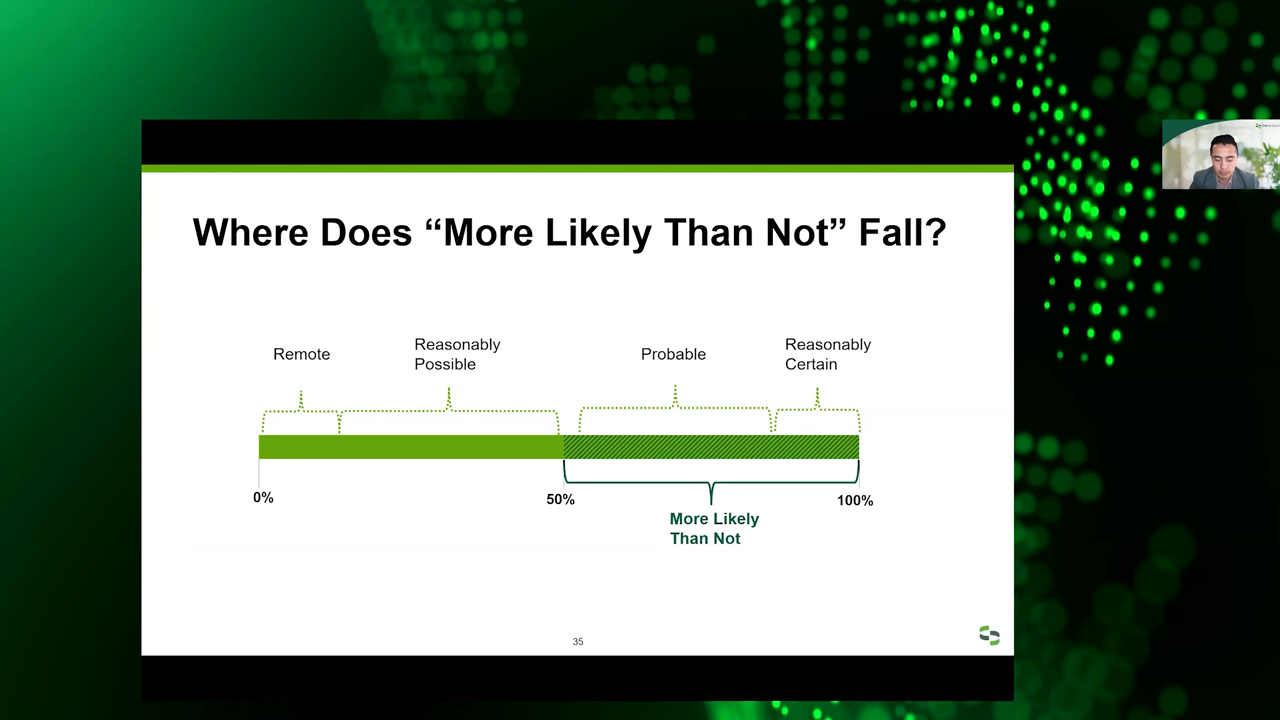 Where Does “More Likely Than Not” Fall?
Remote
Reasonably
Possible
Probable
Reasonably
Certain
0%
50%
100%
More Likely
Than Not
35